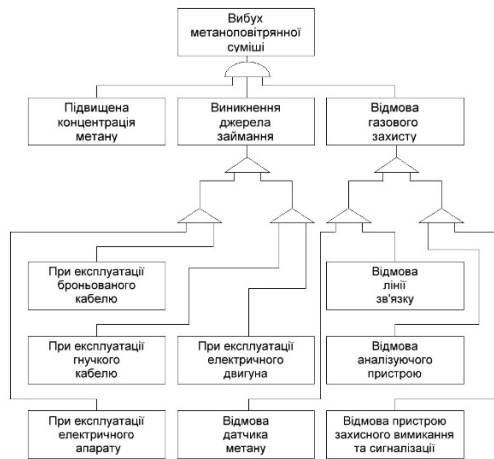 Вибух
метаноповітрянної
суміші
Підвищена
концентрація
метану
Виникнення
джерела
займання
Відмова
газового
захисту
При експлуатації
броньованого
кабелю
Відмова
лінії
зв'язку
При експлуатації
гнучкого
кабелю
При експлуатації
електричного
двигуна
Відмова
аналізуючого
пристрою
При експлуатації
електричного
апарату
Відмова
датчика
метану
Відмова пристрою
захисного вимикання
та сигналізації